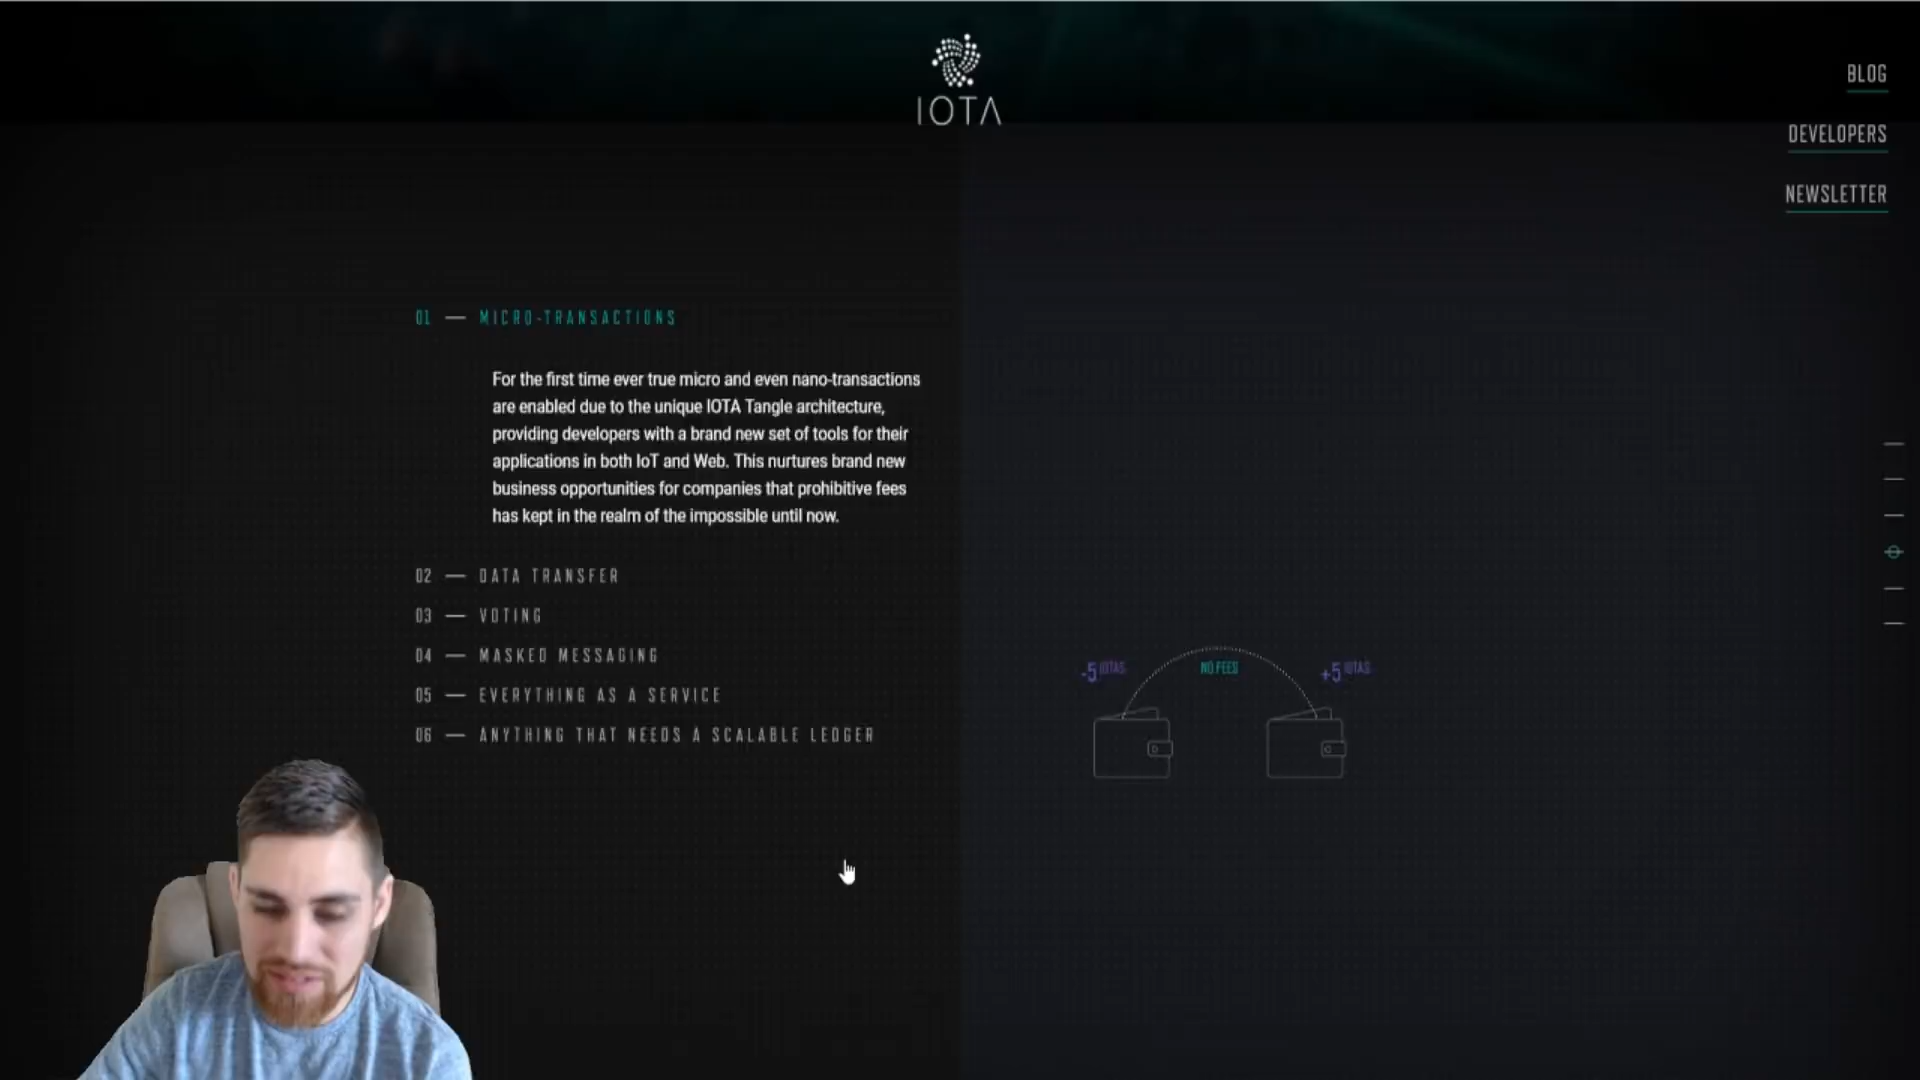 IOTA
BLOG
DEVELOPERS
NEWSLETTER
01 — MICRO-TRANSACTIONS
For the first time ever true micro and even nano-transactions
are enabled due to the unique IOTA Tangle architecture,
providing developers with a brand new set of tools for their
applications in both IoT and Web. This nurtures brand new
business opportunities for companies that prohibitive fees
has kept in the realm of the impossible until now.
02 — DATA TRANSFER
03 — VOTING
04 — MASKED MESSAGING
05 — EVERYTHING AS A SERVICE
06 — ANYTHING THAT NEEDS A SCALABLE LEDGER
-5 IOTAS
NO FEES
+5 IOTAS